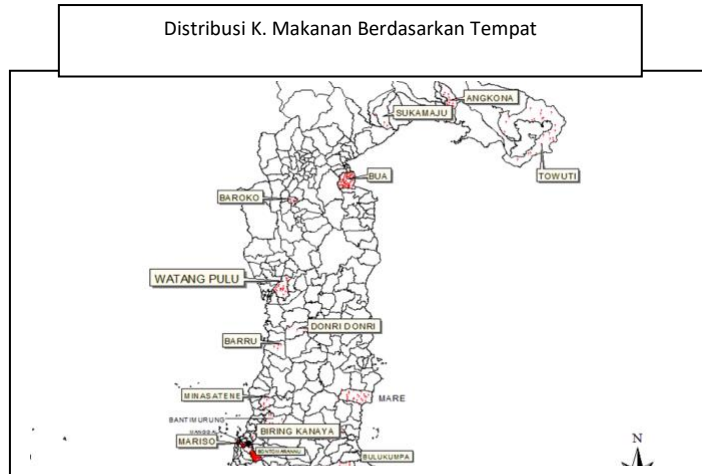 Distribusi K. Makanan Berdasarkan Tempat
ANGKONA
SUKAMAJU
BUA
TOWUTI
BAROKO
WATANG PULU
DONRI DONRI
BARRU
MINASATENE
MARE
BANTIMURUNG
BIRING KANAYA
MARISO
BULUKUMPA
N